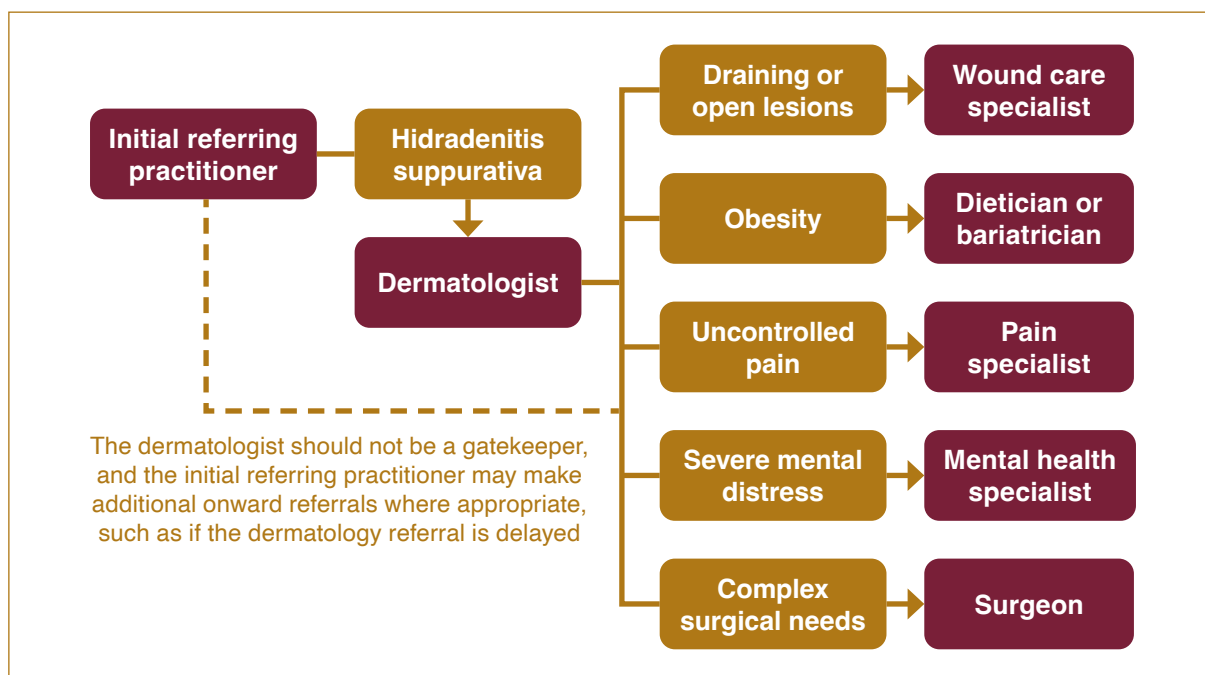 Initial referring
practitioner
Hidradenitis
suppurativa
Dermatologist
Draining or
open lesions
Wound care
specialist
Obesity
Dietician or
bariatrician
Uncontrolled
pain
Pain
specialist
Severe mental
distress
Mental health
specialist
Complex
surgical needs
Surgeon
The dermatologist should not be a gatekeeper,
and the initial referring practitioner may make
additional onward referrals where appropriate,
such as if the dermatology referral is delayed